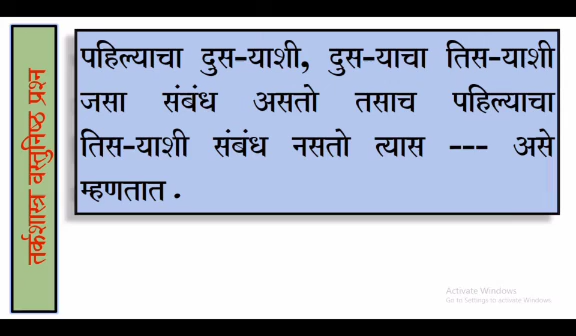 तर्कशास्त्र वस्तुनिष्ठ प्रश्न
पहिल्याचा दुस-याशी, दुस-याचा तिस-याशी
जसा संबंध असतो तसाच पहिल्याचा
तिस-याशी संबंध नसतो त्यास --- असे
म्हणतात .
Activate Windows
Go to Settings to activate Windows.